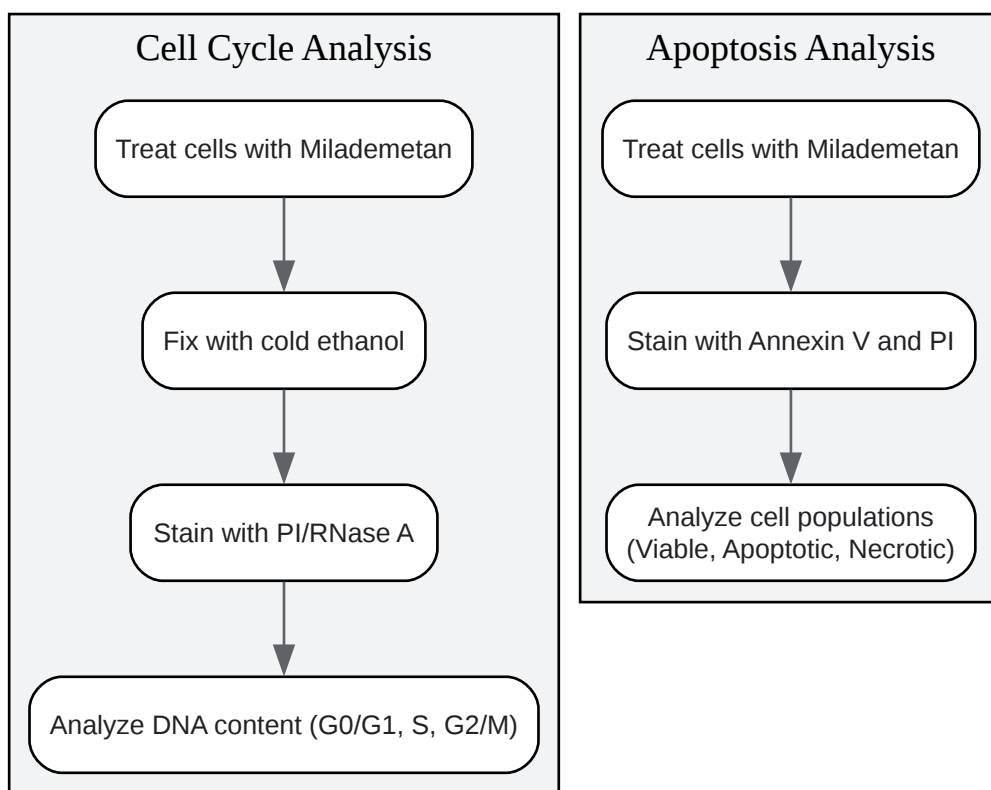 Cell Cycle Analysis
Treat cells with Milademetan
Fix with cold ethanol
Stain with PI/RNase A
Analyze DNA content (G0/G1, S, G2/M)
Apoptosis Analysis
Treat cells with Milademetan
Stain with Annexin V and PI
Analyze cell populations
(Viable, Apoptotic, Necrotic)